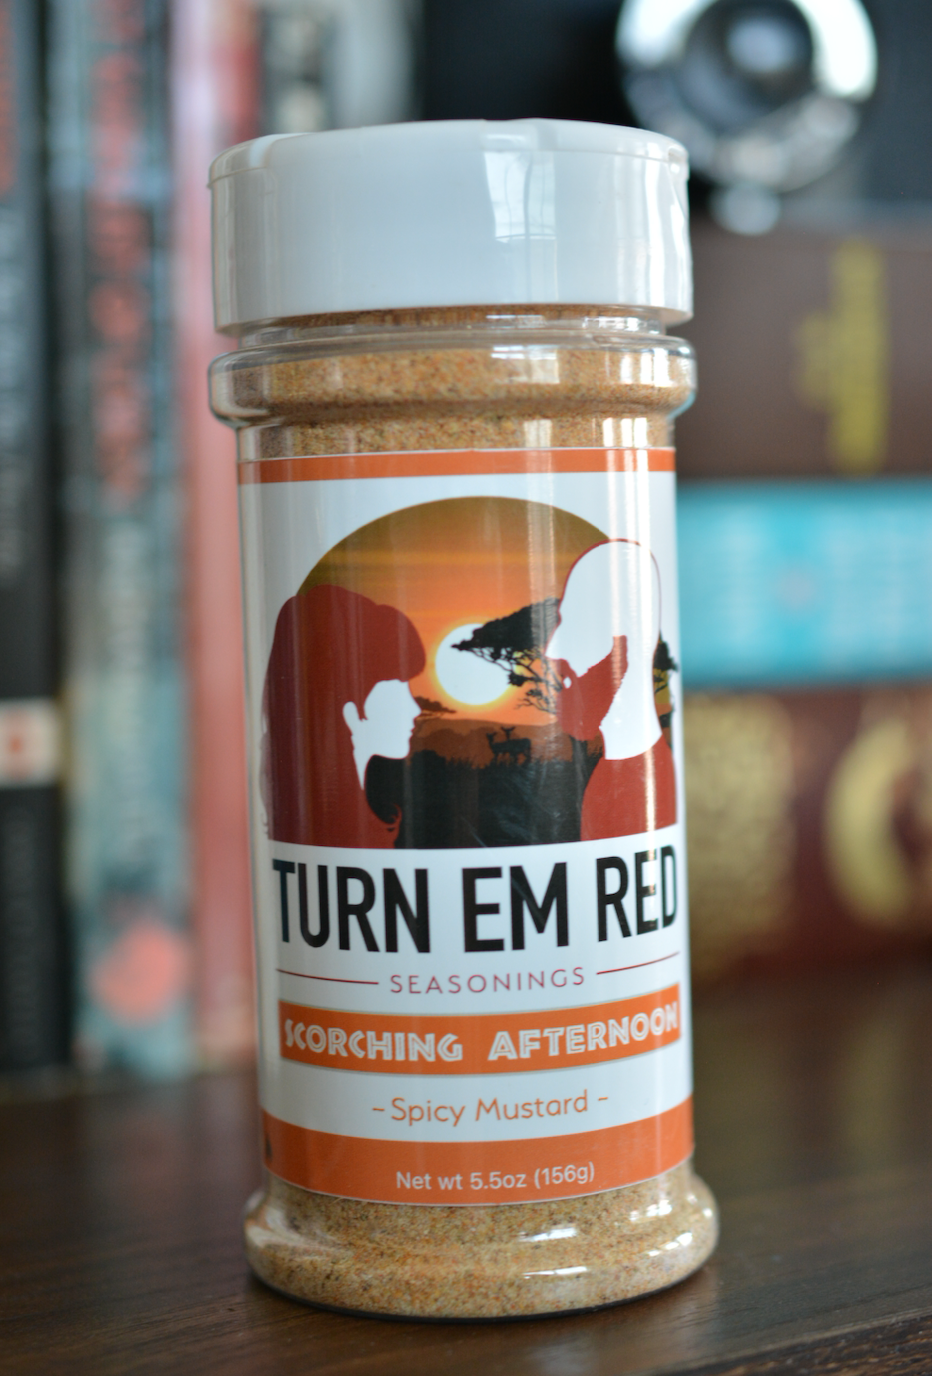 TURN EM RED
SEASONINGS
SCORCHING AFTERNOON
~Spicy Mustard ~
Net wt 5.5oz (156g)